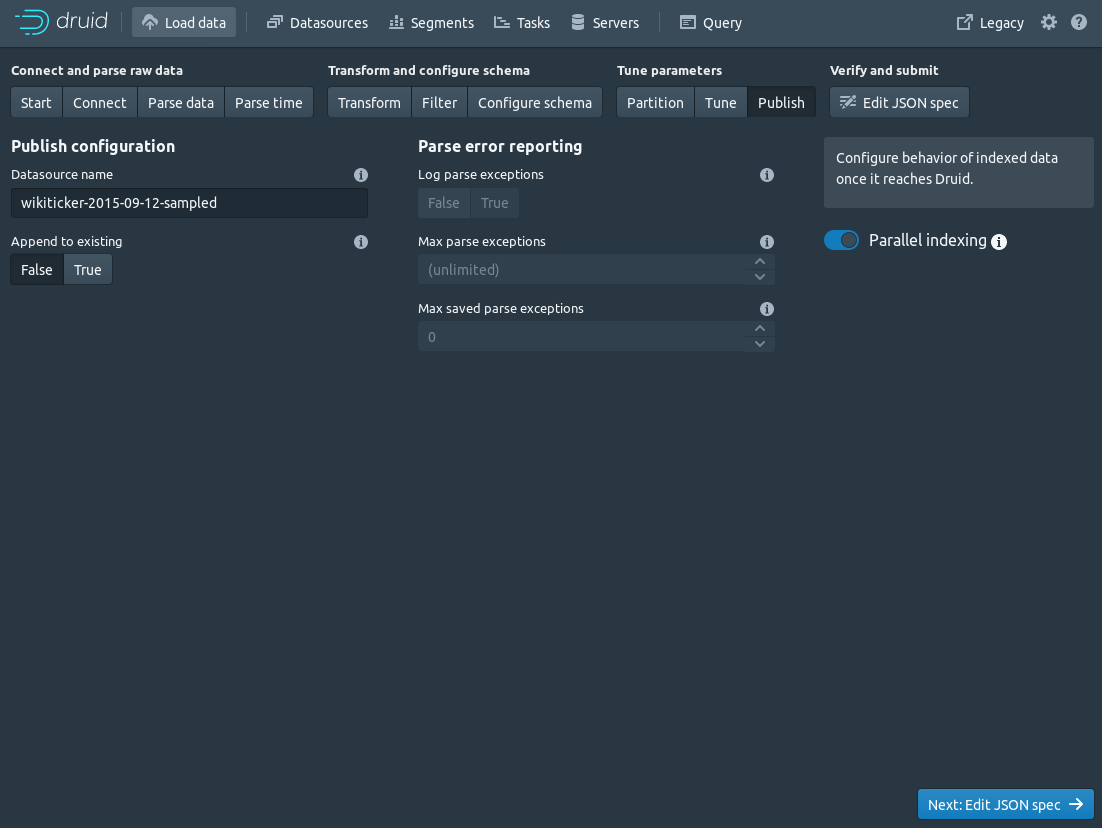 druid Load data Datasources Segments Tasks Servers Query Legacy
Connect and parse raw data Transform and configure schema Tune parameters Verify and submit
Start Connect Parse data Parse time Transform Filter Configure schema Partition Tune Publish Edit JSON spec
Publish configuration
Datasource name
wikiticker-2015-09-12-sampled
Append to existing
False True
Parse error reporting
Log parse exceptions
False True
Max parse exceptions
(unlimited)
Max saved parse exceptions
0
Configure behavior of indexed data
once it reaches Druid.
Parallel indexing
Next: Edit JSON spec